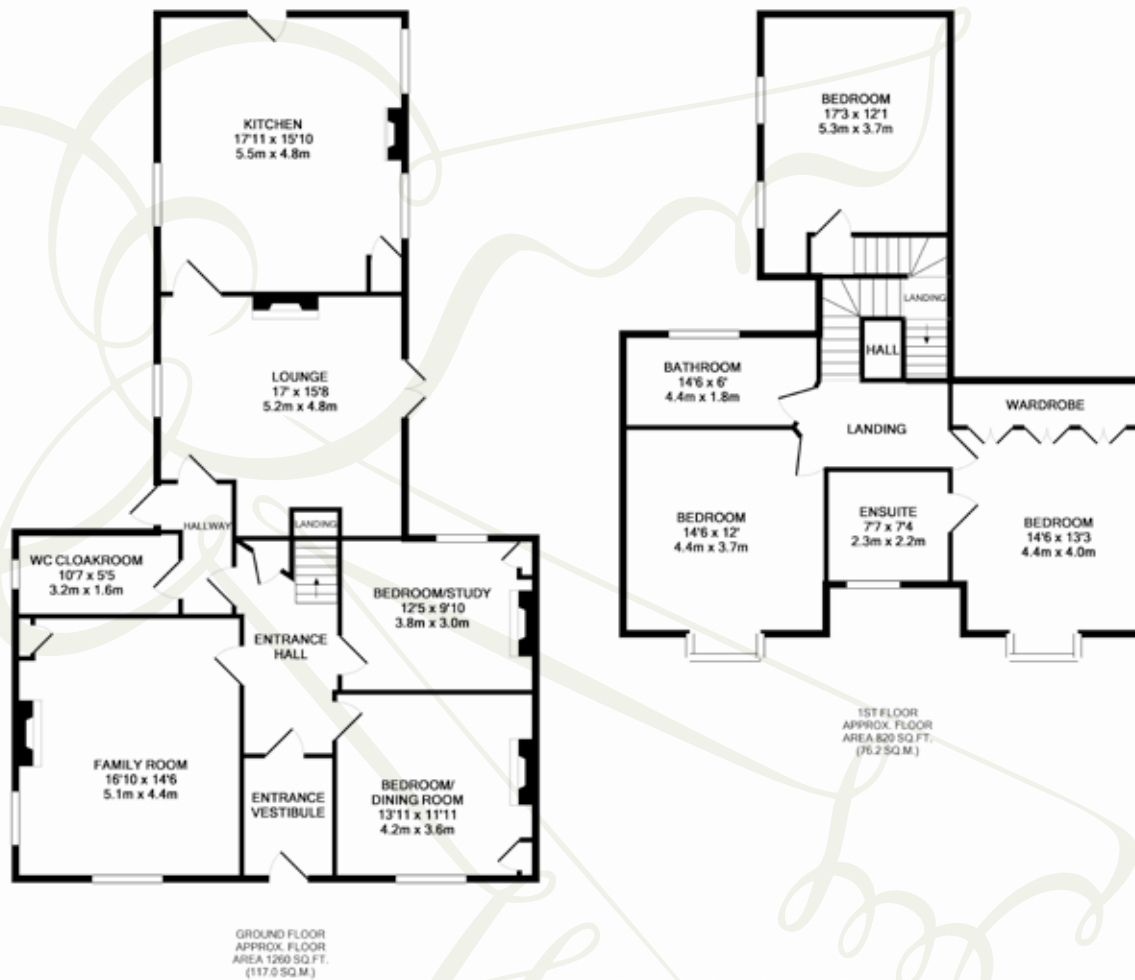 KITCHEN
17'11 x 15'10
5.5m x 4.8m
LOUNGE
17' x 15'8
5.2m x 4.8m
HALLWAY
LANDING
WC CLOAKROOM
10'7 x 5'5
3.2m x 1.6m
BEDROOM/STUDY
12'5 x 9'10
3.8m x 3.0m
ENTRANCE
HALL
FAMILY ROOM
16'10 x 14'6
5.1m x 4.4m
ENTRANCE
VESTIBULE
BEDROOM/
DINING ROOM
13'11 x 11'11
4.2m x 3.6m
GROUND FLOOR
APPROX. FLOOR
AREA 1260 SQ.FT.
(117.0 SQ.M.)
BEDROOM
17'3 x 12'1
5.3m x 3.7m
LANDING
HALL
BATHROOM
14'6 x 6'
4.4m x 1.8m
LANDING
WARDROBE
BEDROOM
14'6 x 12'
4.4m x 3.7m
ENSUITE
7'7 x 7'4
2.3m x 2.2m
BEDROOM
14'6 x 13'3
4.4m x 4.0m
1ST FLOOR
APPROX. FLOOR
AREA 820 SQ.FT.
(76.2 SQ.M.)